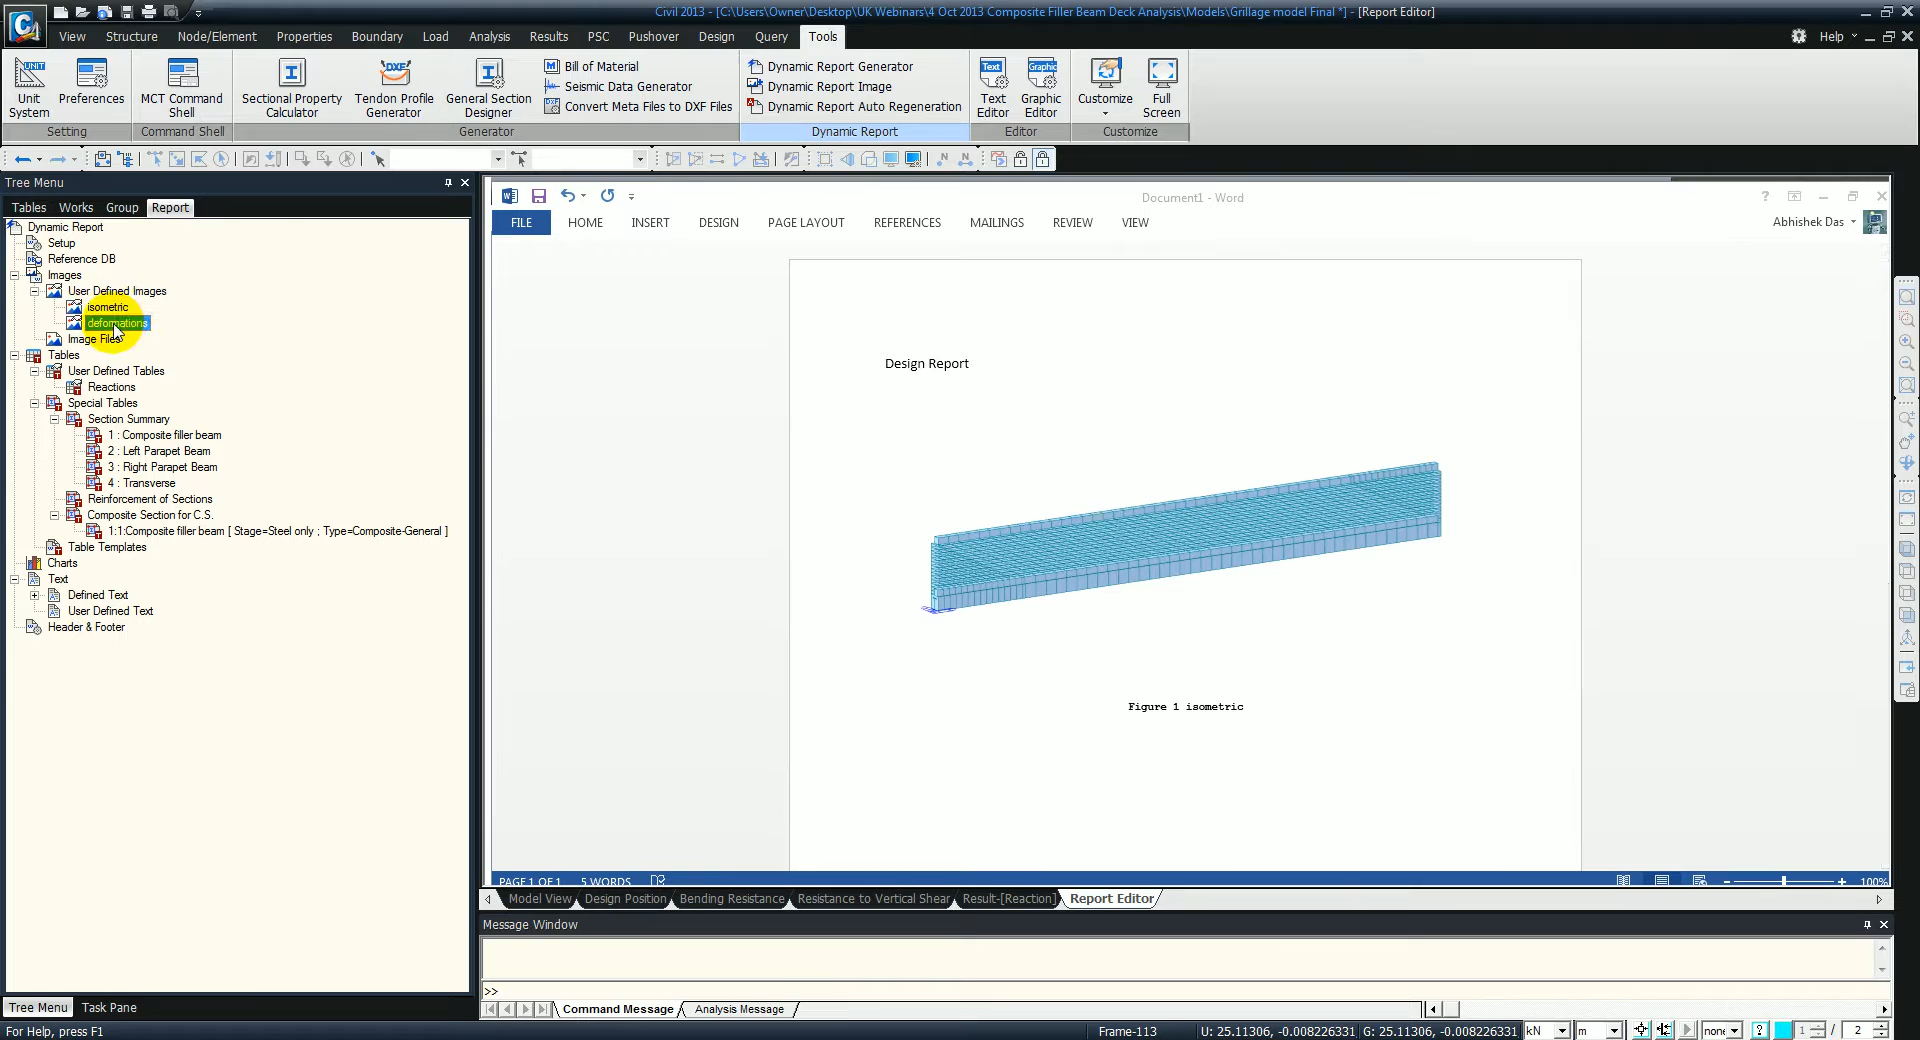 Civil 2013 - [C:\Users\Owner\Desktop\UK Webinars\4 Oct 2013 Composite Filler Beam Deck Analysis\Models\Grillage model Final *] - [Report Editor]
View Structure Node/Element Properties Boundary Load Analysis Results PSC Pushover Design Query Tools Help
Unit System
Preferences
MCT Command Shell
Sectional Property Calculator
Tendon Profile Generator
General Section Designer
Bill of Material
Seismic Data Generator
Convert Meta Files to DXF Files
Dynamic Report Generator
Dynamic Report Image
Dynamic Report Auto Regeneration
Text Editor
Graphic Editor
Customize
Full Screen
Setting Command Shell Generator Dynamic Report Editor Customize
Tree Menu
Tables Works Group Report
Dynamic Report
Setup
Reference DB
Images
User Defined Images
isometric
deformations
Image Files
Tables
User Defined Tables
Reactions
Special Tables
Section Summary
1 : Composite filler beam
2 : Left Parapet Beam
3 : Right Parapet Beam
4 : Transverse
Reinforcement of Sections
Composite Section for C.S.
1:1:Composite filler beam [ Stage=Steel only ; Type=Composite-General ]
Table Templates
Charts
Text
Defined Text
User Defined Text
Header & Footer
Document1 - Word
FILE HOME INSERT DESIGN PAGE LAYOUT REFERENCES MAILINGS REVIEW VIEW Abhishek Das
Design Report
Figure 1 isometric
PAGE 1 OF 1 5 WORDS 100%
Model View Design Position Bending Resistance Resistance to Vertical Shear Result-[Reaction] Report Editor
Message Window
>>
Command Message Analysis Message
Tree Menu Task Pane
For Help, press F1 Frame-113 U: 25.11306, -0.008226331 G: 25.11306, -0.008226331 kN m none 1 / 2